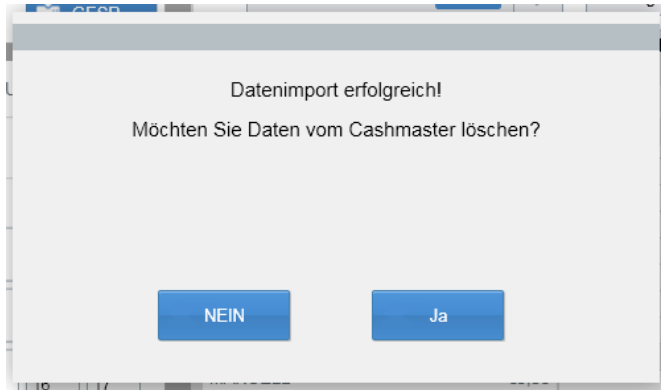 Datenimport erfolgreich!
Möchten Sie Daten vom Cashmaster löschen?
NEIN
Ja